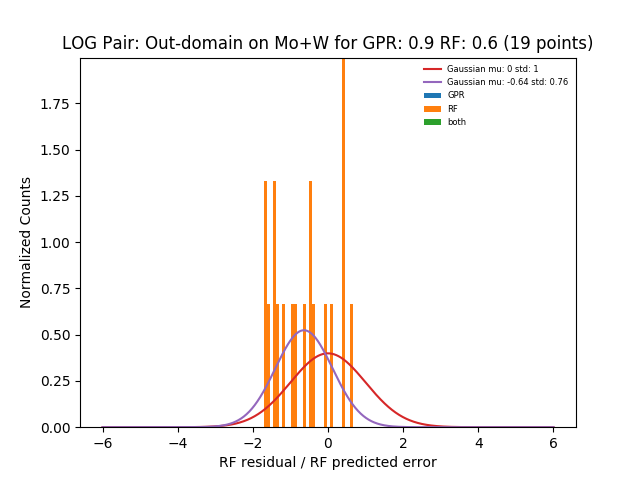 LOG Pair: Out-domain on Mo+W for GPR: 0.9 RF: 0.6 (19 points)
Gaussian mu: 0 std: 1
Gaussian mu: -0.64 std: 0.76
GPR
RF
both
Normalized Counts
1.75
1.50
1.25
1.00
0.75
0.50
0.25
0.00
−6 −4 −2 0 2 4 6
RF residual / RF predicted error